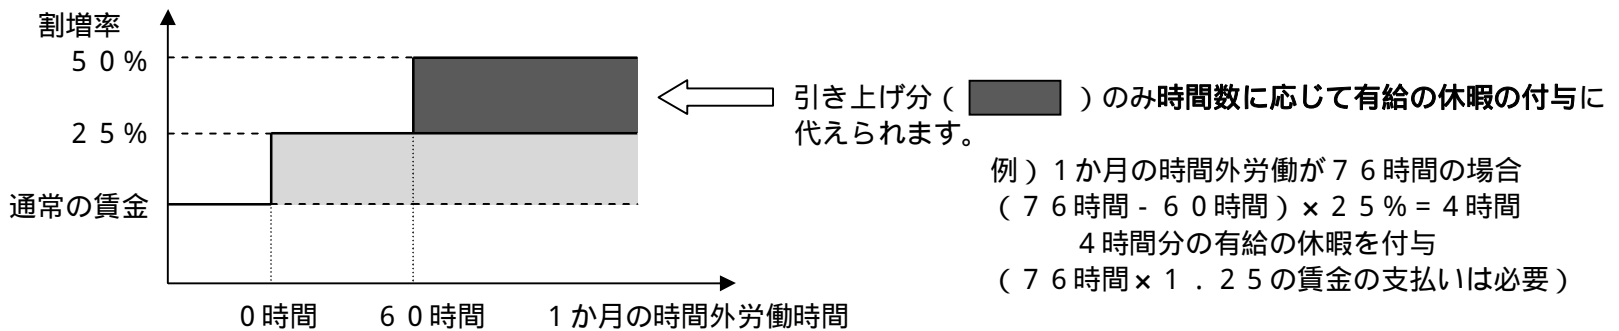 割増率
５０％
２５％
通常の賃金
０時間
６０時間
１か月の時間外労働時間
引き上げ分（　　　）のみ時間数に応じて有給の休暇の付与に
代えられます。
例）１か月の時間外労働が７６時間の場合
（７６時間－６０時間）×２５％＝４時間
４時間分の有給の休暇を付与
（７６時間×１．２５の賃金の支払いは必要）